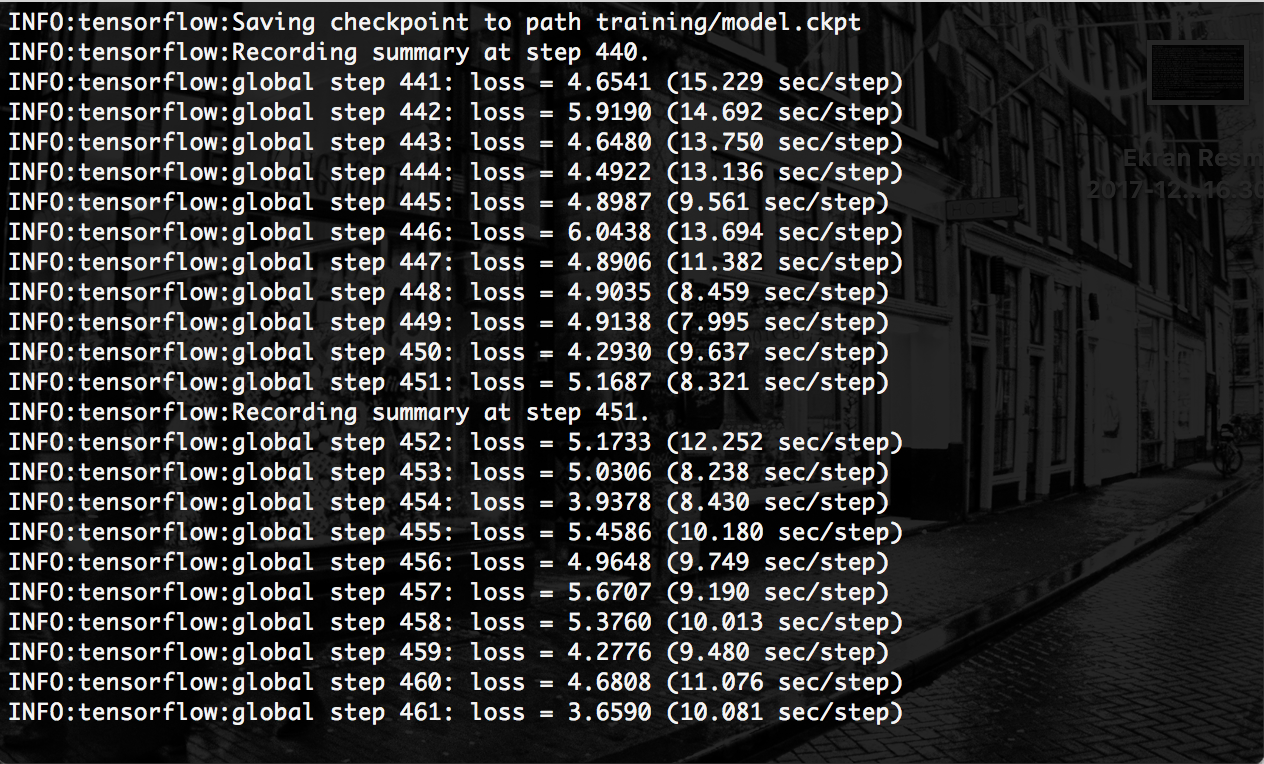 INFO:tensorflow:Saving checkpoint to path training/model.ckpt
INFO:tensorflow:Recording summary at step 440.
INFO:tensorflow:global step 441: loss = 4.6541 (15.229 sec/step)
INFO:tensorflow:global step 442: loss = 5.9190 (14.692 sec/step)
INFO:tensorflow:global step 443: loss = 4.6480 (13.750 sec/step)
INFO:tensorflow:global step 444: loss = 4.4922 (13.136 sec/step)
INFO:tensorflow:global step 445: loss = 4.8987 (9.561 sec/step)
INFO:tensorflow:global step 446: loss = 6.0438 (13.694 sec/step)
INFO:tensorflow:global step 447: loss = 4.8906 (11.382 sec/step)
INFO:tensorflow:global step 448: loss = 4.9035 (8.459 sec/step)
INFO:tensorflow:global step 449: loss = 4.9138 (7.995 sec/step)
INFO:tensorflow:global step 450: loss = 4.2930 (9.637 sec/step)
INFO:tensorflow:global step 451: loss = 5.1687 (8.321 sec/step)
INFO:tensorflow:Recording summary at step 451.
INFO:tensorflow:global step 452: loss = 5.1733 (12.252 sec/step)
INFO:tensorflow:global step 453: loss = 5.0306 (8.238 sec/step)
INFO:tensorflow:global step 454: loss = 3.9378 (8.430 sec/step)
INFO:tensorflow:global step 455: loss = 5.4586 (10.180 sec/step)
INFO:tensorflow:global step 456: loss = 4.9648 (9.749 sec/step)
INFO:tensorflow:global step 457: loss = 5.6707 (9.190 sec/step)
INFO:tensorflow:global step 458: loss = 5.3760 (10.013 sec/step)
INFO:tensorflow:global step 459: loss = 4.2776 (9.480 sec/step)
INFO:tensorflow:global step 460: loss = 4.6808 (11.076 sec/step)
INFO:tensorflow:global step 461: loss = 3.6590 (10.081 sec/step)
Ekran Resm
2017-12...16.30